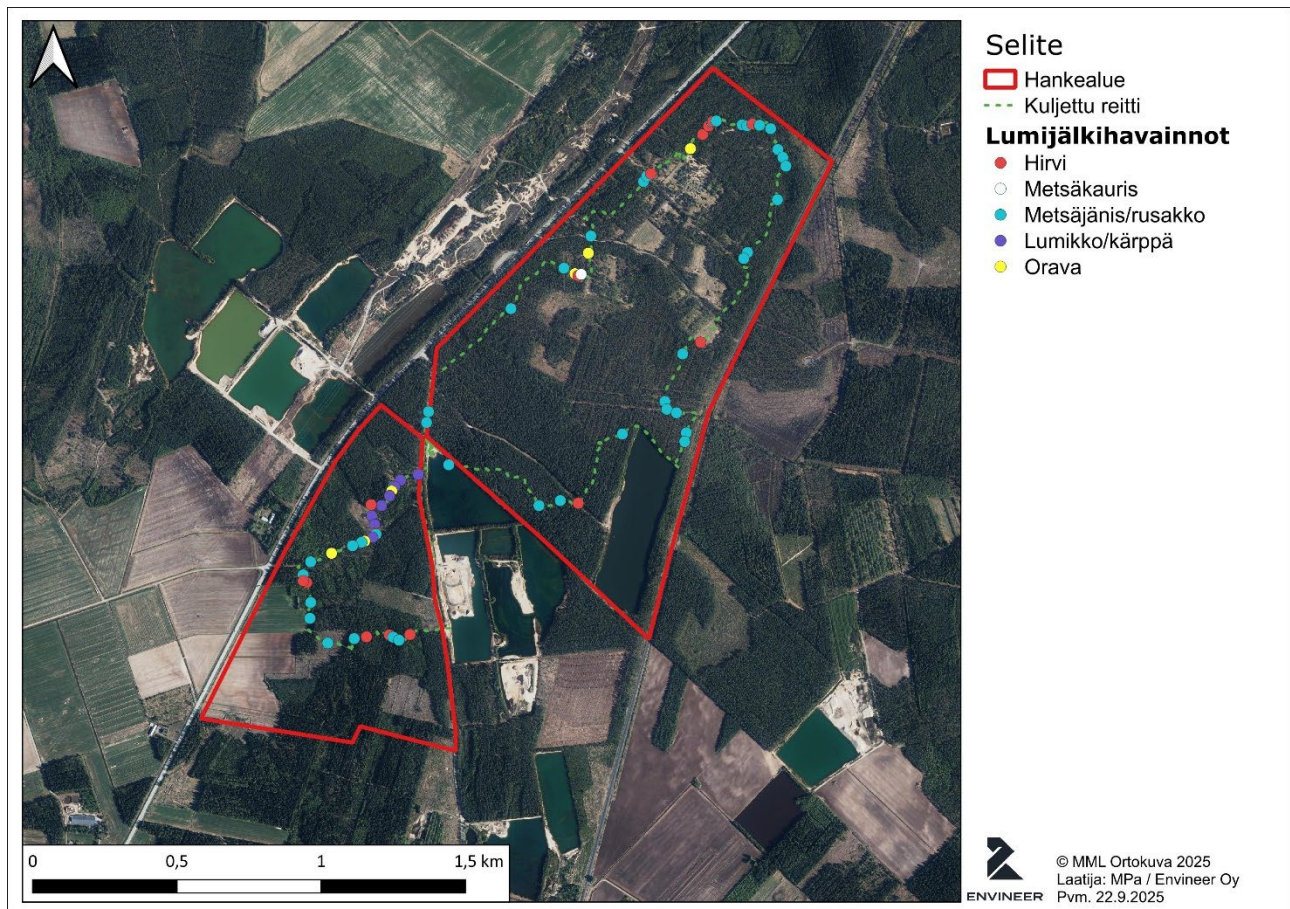 Selite
Hankealue
Kuljettu reitti
Lumijälkihavainnot
Hirvi
Metsäkauris
Metsäjänis/rusakko
Lumikko/kärppä
Orava
0 0,5 1 1,5 km
ENVINEER
© MML Ortokuva 2025
Laatija: MPa / Envineer Oy
Pvm. 22.9.2025